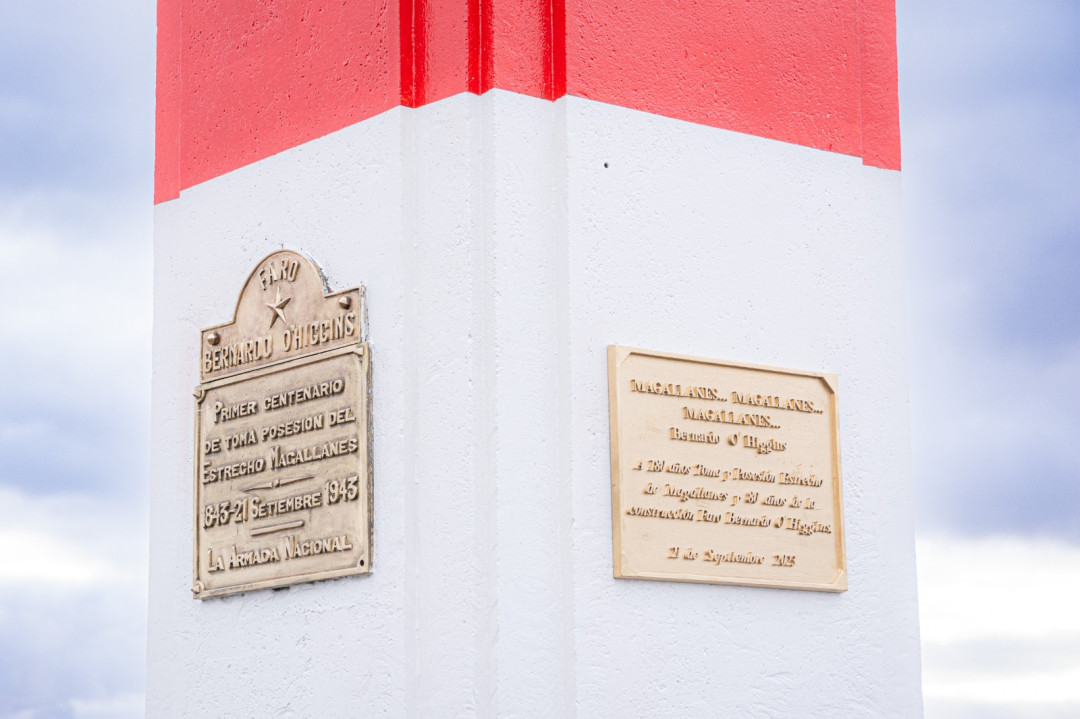 FARO
BERNARDO O'HIGGINS
PRIMER CENTENARIO
DE TOMA POSESIÓN DEL
ESTRECHO MAGALLANES
1843-21 SETIEMBRE 1943
LA ARMADA NACIONAL
MAGALLANES... MAGALLANES...
MAGALLANES...
Bernardo O'Higgins
A 180 años Toma y Posesión Estrecho
de Magallanes y 80 años de la
construcción Faro Bernardo O'Higgins.
21 de Septiembre 2023